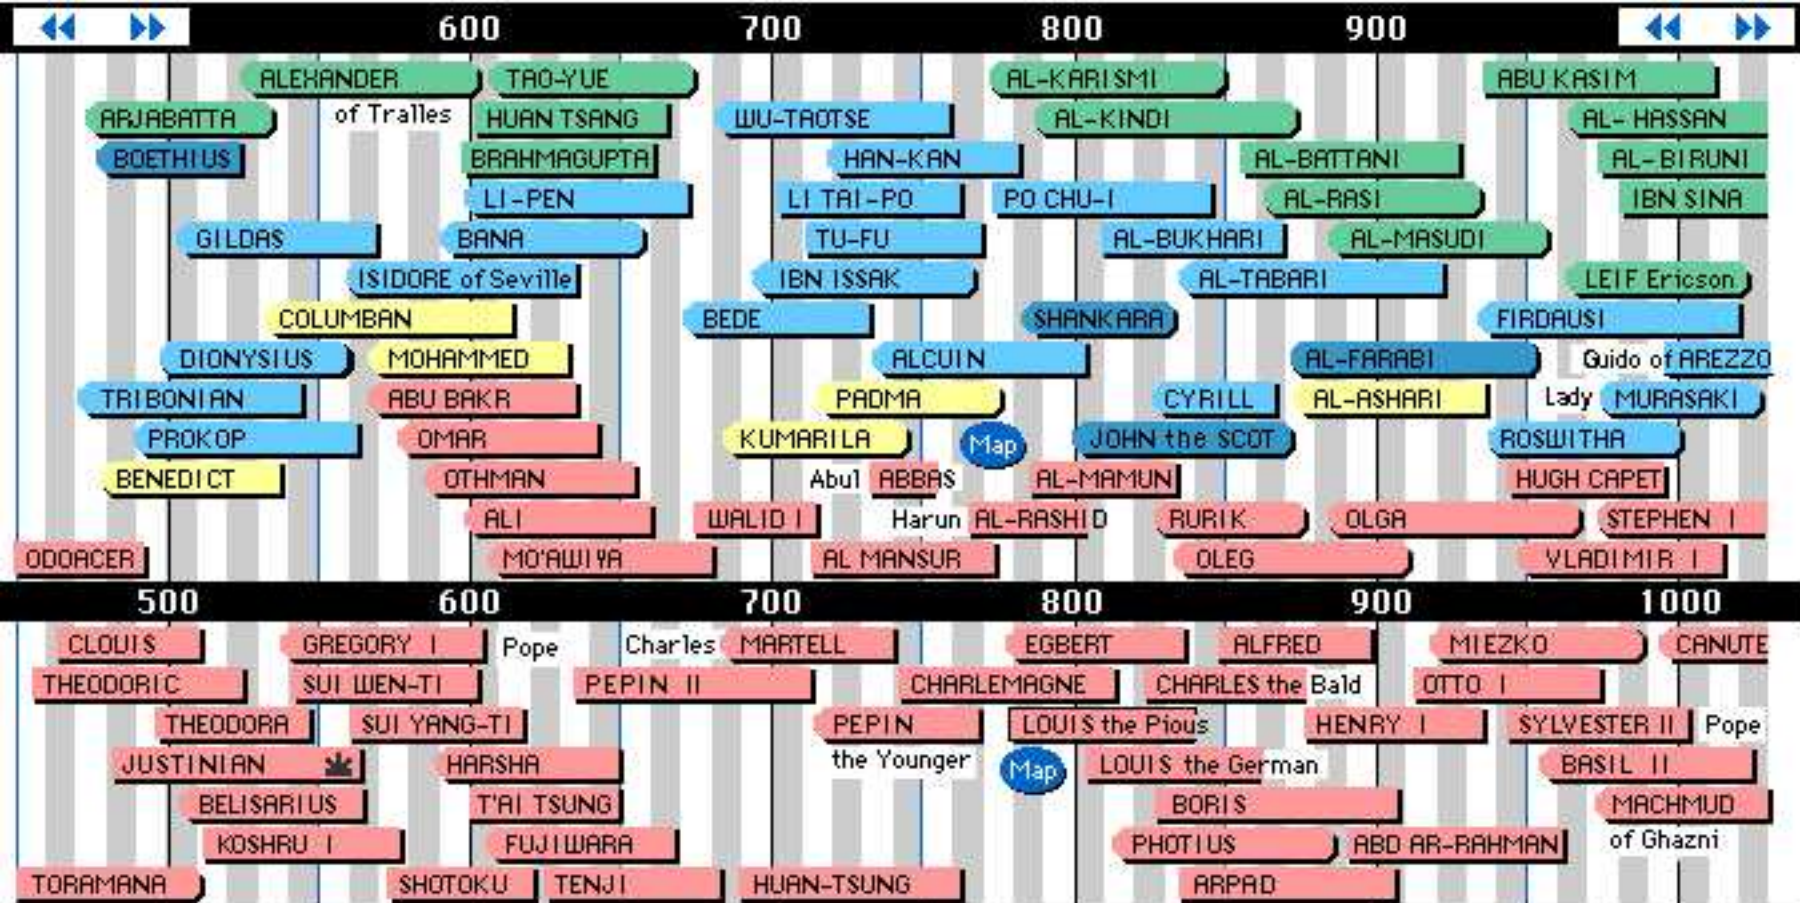 600 700 800 900
ALEXANDER TAO-YUE AL-KARISMI ABU KASIM
ARJABATTA of Tralles HUAN TSANG WU-TAOTSE AL-KINDI AL-HASSAN
BOETHIUS BRAHMAGUPTA HAN-KAN AL-BATTANI AL-BIRUNI
LI-PEN LI TAI-PO PO CHU-I AL-RASI IBN SINA
GILDAS BANA TU-FU AL-BUKHARI AL-MASUDI
ISIDORE of Seville IBN ISSAK AL-TABARI LEIF Ericson
COLUMBAN BEDE SHANKARA FIRDAUSI
DIONYSIUS MOHAMMED ALCUIN AL-FARABI Guido of AREZZO
TRIBONIAN ABU BAKR PADMA CYRILL AL-ASHARI Lady MURASAKI
PROKOP OMAR KUMARILA Map JOHN the SCOT ROSWITHA
BENEDICT OTHMAN Abul ABBAS AL-MAMUN HUGH CAPET
ALI WALID I Harun AL-RASHID RURIK OLGA STEPHEN I
ODOACER MO'AWIYA AL MANSUR OLEG VLADIMIR I
500 600 700 800 900 1000
CLOVIS GREGORY I Pope Charles MARTELL EGBERT ALFRED MIEZKO CANUTE
THEODORIC SUI WEN-TI PEPIN II CHARLEMAGNE CHARLES the Bald OTTO I
THEODORA SUI YANG-TI PEPIN LOUIS the Pious HENRY I SYLVESTER II Pope
JUSTINIAN HARSHA the Younger Map LOUIS the German BASIL II
BELISARIUS T'AI TSUNG BORIS MACHMUD
KOSHRU I FUJIWARA PHOTIUS ABD AR-RAHMAN of Ghazni
TORAMANA SHOTOKU TENJI HUAN-TSUNG ARPAD